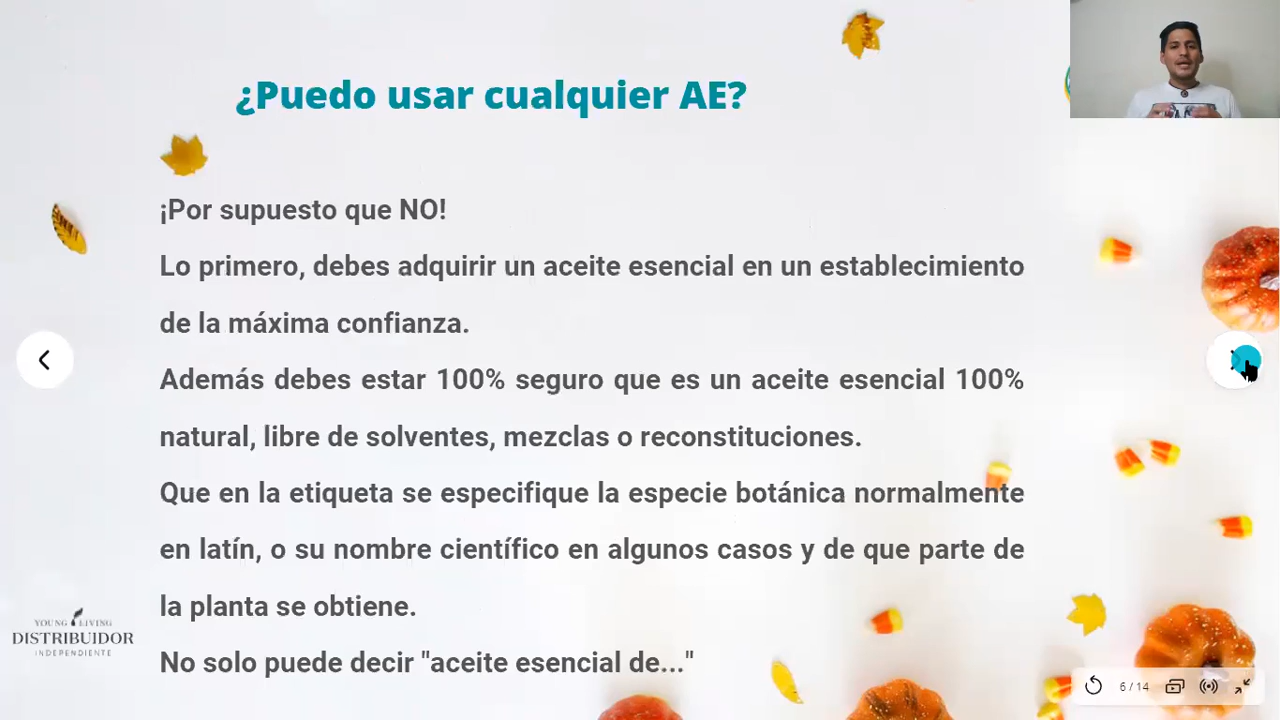 ¿Puedo usar cualquier AE?
¡Por supuesto que NO!
Lo primero, debes adquirir un aceite esencial en un establecimiento
de la máxima confianza.
Además debes estar 100% seguro que es un aceite esencial 100%
natural, libre de solventes, mezclas o reconstituciones.
Que en la etiqueta se especifique la especie botánica normalmente
en latín, o su nombre científico en algunos casos y de que parte de
la planta se obtiene.
No solo puede decir "aceite esencial de..."
YOUNG LIVING
DISTRIBUIDOR
INDEPENDIENTE
6 / 14